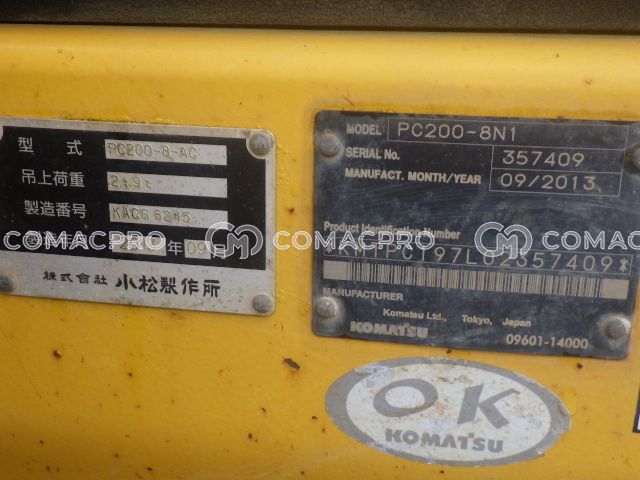 型式 PC200-8-AC
吊上荷重 2.9t
製造番号
年 09 月
株式會社 小松製作所
MODEL PC200-8N1
SERIAL No. 357409
MANUFACT. MONTH/YEAR 09/2013
Product Identification Number
MANUFACTURER
Komatsu Ltd., Tokyo, Japan
KOMATSU 09601-14000
OK
KOMATSU
COMACPRO COMACPRO COMACPRO